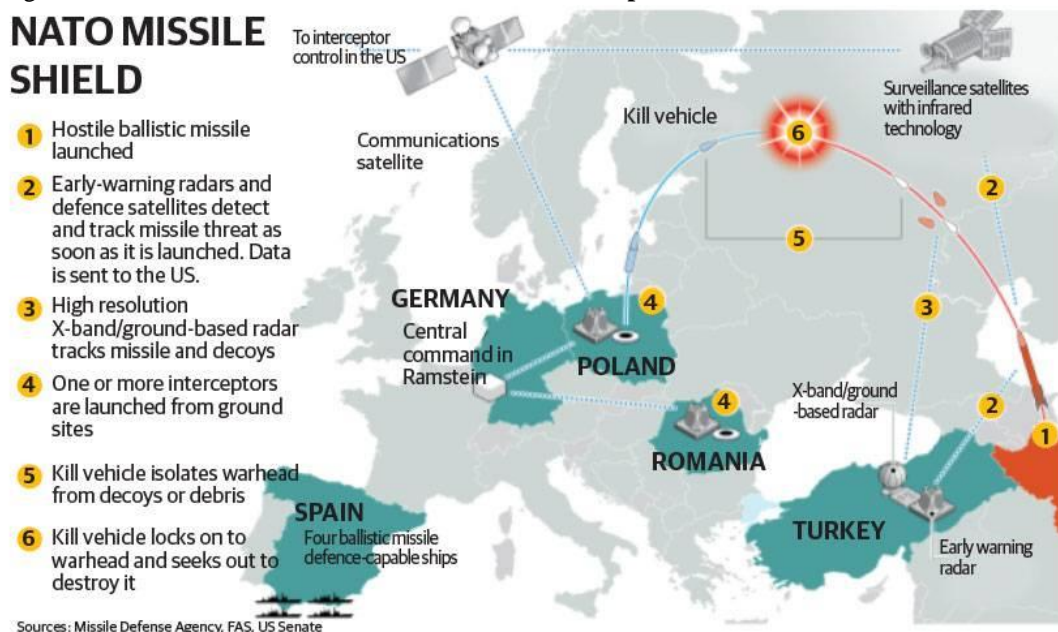 NATO MISSILE
SHIELD
1 Hostile ballistic missile
launched
2 Early-warning radars and
defence satellites detect
and track missile threat as
soon as it is launched. Data
is sent to the US.
3 High resolution
X-band/ground-based radar
tracks missile and decoys
4 One or more interceptors
are launched from ground
sites
5 Kill vehicle isolates warhead
from decoys or debris
6 Kill vehicle locks on to
warhead and seeks out to
destroy it
Sources: Missile Defense Agency, FAS, US Senate
To interceptor
control in the US
Communications
satellite
Kill vehicle
6
Surveillance satellites
with infrared
technology
2
5
3
GERMANY
Central
command in
Ramstein
4
POLAND
4
ROMANIA
X-band/ground
-based radar
2
1
SPAIN
Four ballistic missile
defence-capable ships
TURKEY
Early warning
radar